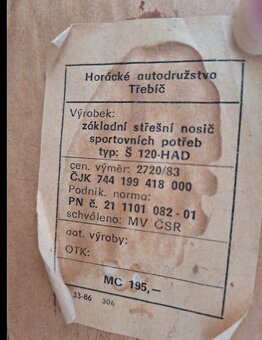 Horácké autodružstvo
Třebíč
Výrobek:
základní střešní nosič
sportovních potřeb
typ: Š 120-HAD
cen. výměr: 2720/83
ČJK 744 199 418 000
Podnik. norma:
PN č. 21 1101 082-01
schváleno: MV ČSR
dat. výroby:
OTK:
MC 195,—
33-86 306